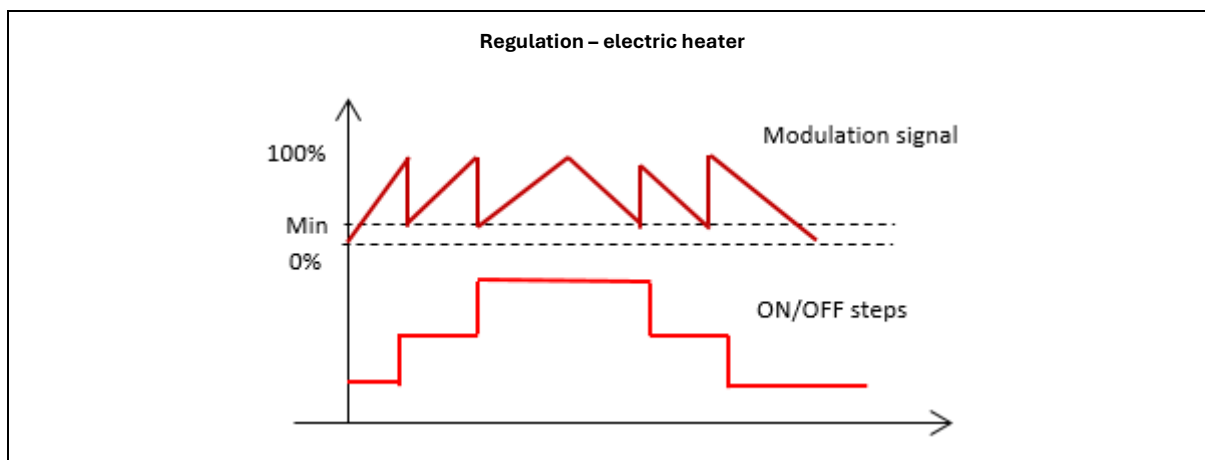 Regulation – electric heater
Modulation signal
100%
Min
0%
ON/OFF steps